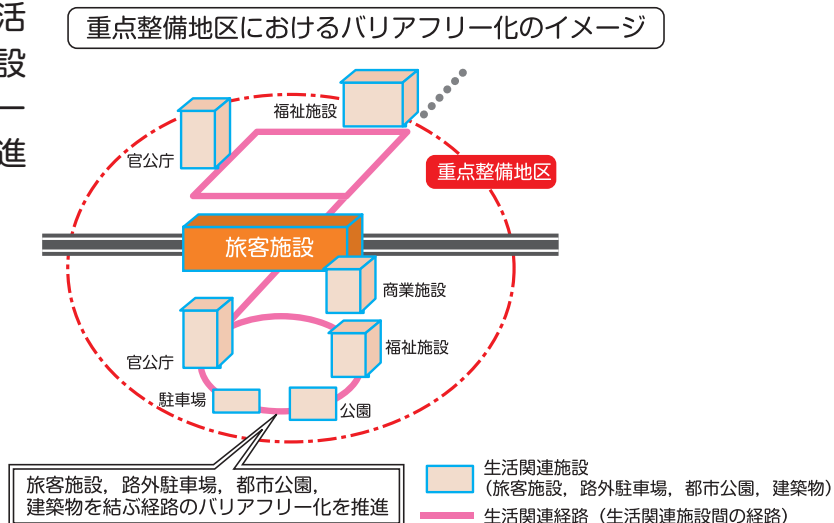 活
設
ー
進
重点整備地区におけるバリアフリー化のイメージ
福祉施設
官公庁
重点整備地区
旅客施設
商業施設
官公庁
福祉施設
駐車場
公園
旅客施設，路外駐車場，都市公園，
建築物を結ぶ経路のバリアフリー化を推進
生活関連施設
（旅客施設，路外駐車場，都市公園，建築物）
生活関連経路（生活関連施設間の経路）